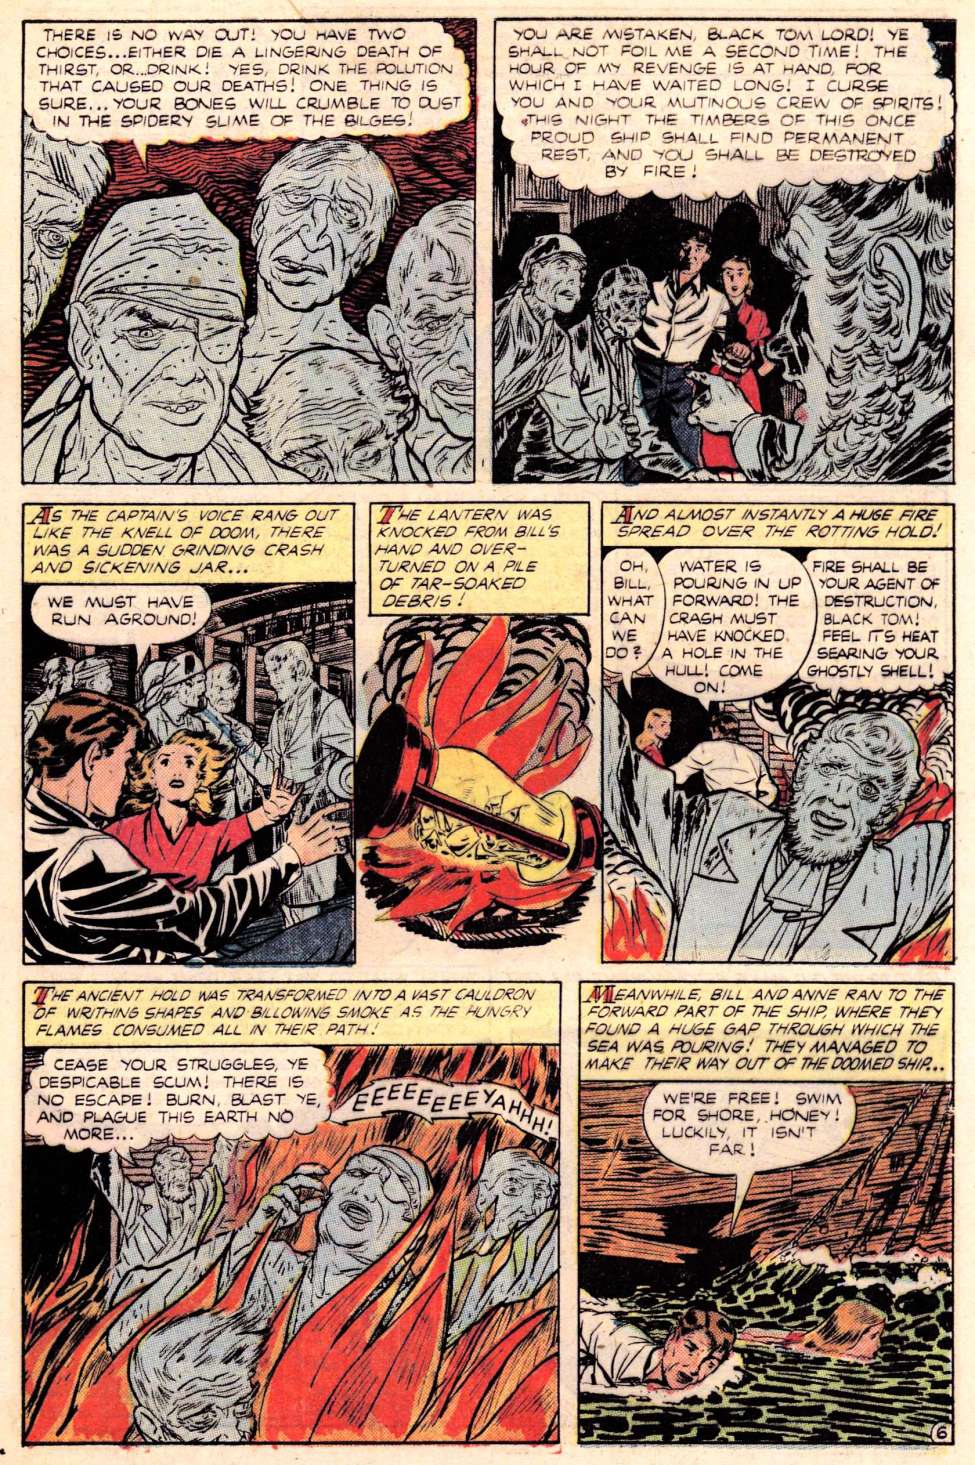 THERE IS NO WAY OUT! YOU HAVE TWO
CHOICES...EITHER DIE A LINGERING DEATH OF
THIRST, OR...DRINK! YES, DRINK THE POLUTION
THAT CAUSED OUR DEATHS! ONE THING IS
SURE...YOUR BONES WILL CRUMBLE TO DUST
IN THE SPIDERY SLIME OF THE BILGES!
YOU ARE MISTAKEN, BLACK TOM LORD! YE
SHALL NOT FOIL ME A SECOND TIME! THE
HOUR OF MY REVENGE IS AT HAND, FOR
WHICH I HAVE WAITED LONG! I CURSE
YOU AND YOUR MUTINOUS CREW OF SPIRITS!
THIS NIGHT THE TIMBERS OF THIS ONCE
PROUD SHIP SHALL FIND PERMANENT
REST, AND YOU SHALL BE DESTROYED
BY FIRE!
AS THE CAPTAIN'S VOICE RANG OUT
LIKE THE KNELL OF DOOM, THERE
WAS A SUDDEN GRINDING CRASH
AND SICKENING JAR...
WE MUST HAVE
RUN AGROUND!
THE LANTERN WAS
KNOCKED FROM BILL'S
HAND AND OVER-
TURNED ON A PILE
OF TAR-SOAKED
DEBRIS!
AND ALMOST INSTANTLY A HUGE FIRE
SPREAD OVER THE ROTTING HOLD!
OH,
BILL,
WHAT
CAN
WE
DO?
WATER IS
POURING IN UP
FORWARD! THE
CRASH MUST
HAVE KNOCKED
A HOLE IN THE
HULL! COME
ON!
FIRE SHALL BE
YOUR AGENT OF
DESTRUCTION,
BLACK TOM!
FEEL ITS HEAT
SEARING YOUR
GHOSTLY SHELL!
THE ANCIENT HOLD WAS TRANSFORMED INTO A VAST CAULDRON
OF WRITHING SHAPES AND BILLOWING SMOKE AS THE HUNGRY
FLAMES CONSUMED ALL IN THEIR PATH!
CEASE YOUR STRUGGLES, YE
DESPICABLE SCUM! THERE IS
NO ESCAPE! BURN, BLAST YE,
AND PLAGUE THIS EARTH NO
MORE...
EEEEEEEEYAHHH!
MEANWHILE, BILL AND ANNE RAN TO THE
FORWARD PART OF THE SHIP, WHERE THEY
FOUND A HUGE GAP THROUGH WHICH THE
SEA WAS POURING! THEY MANAGED TO
MAKE THEIR WAY OUT OF THE DOOMED SHIP..
WE'RE FREE! SWIM
FOR SHORE, HONEY!
LUCKILY, IT ISN'T
FAR!
6